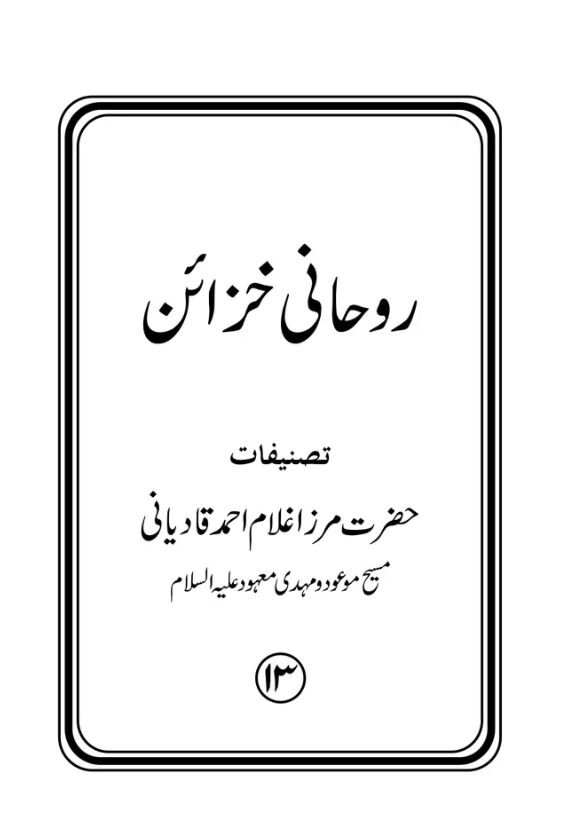 روحانی خزائن
تصنیفات
حضرت مرزا غلام احمد قادیانی
مسیح موعود و مہدی معہود علیہ السلام
۱۳